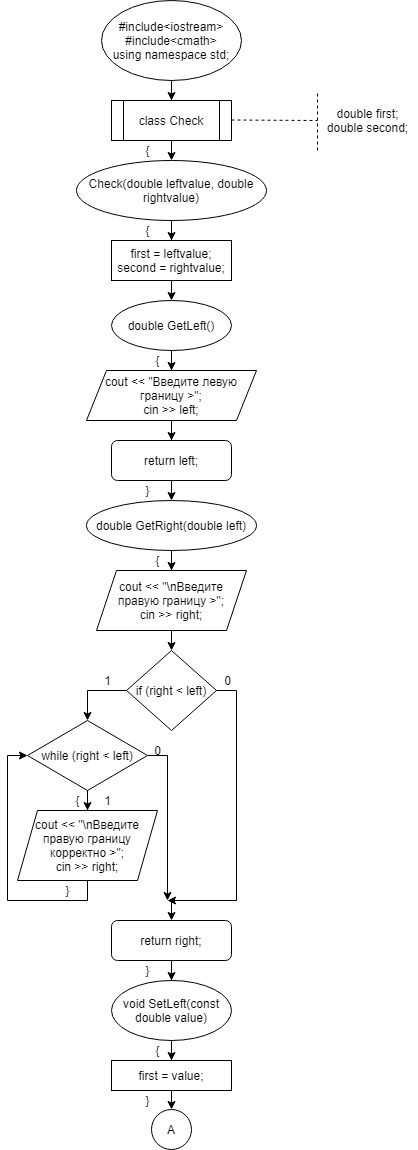 #include<iostream>
#include<cmath>
using namespace std;
class Check
double first;
double second;
{
Check(double leftvalue, double
rightvalue)
{
first = leftvalue;
second = rightvalue;
double GetLeft()
{
cout << "Введите левую
границу >";
cin >> left;
return left;
}
double GetRight(double left)
{
cout << "\nВведите
правую границу >";
cin >> right;
if (right < left)
1
0
while (right < left)
0
{
1
cout << "\nВведите
правую границу
корректно >";
cin >> right;
}
return right;
}
void SetLeft(const
double value)
{
first = value;
}
A